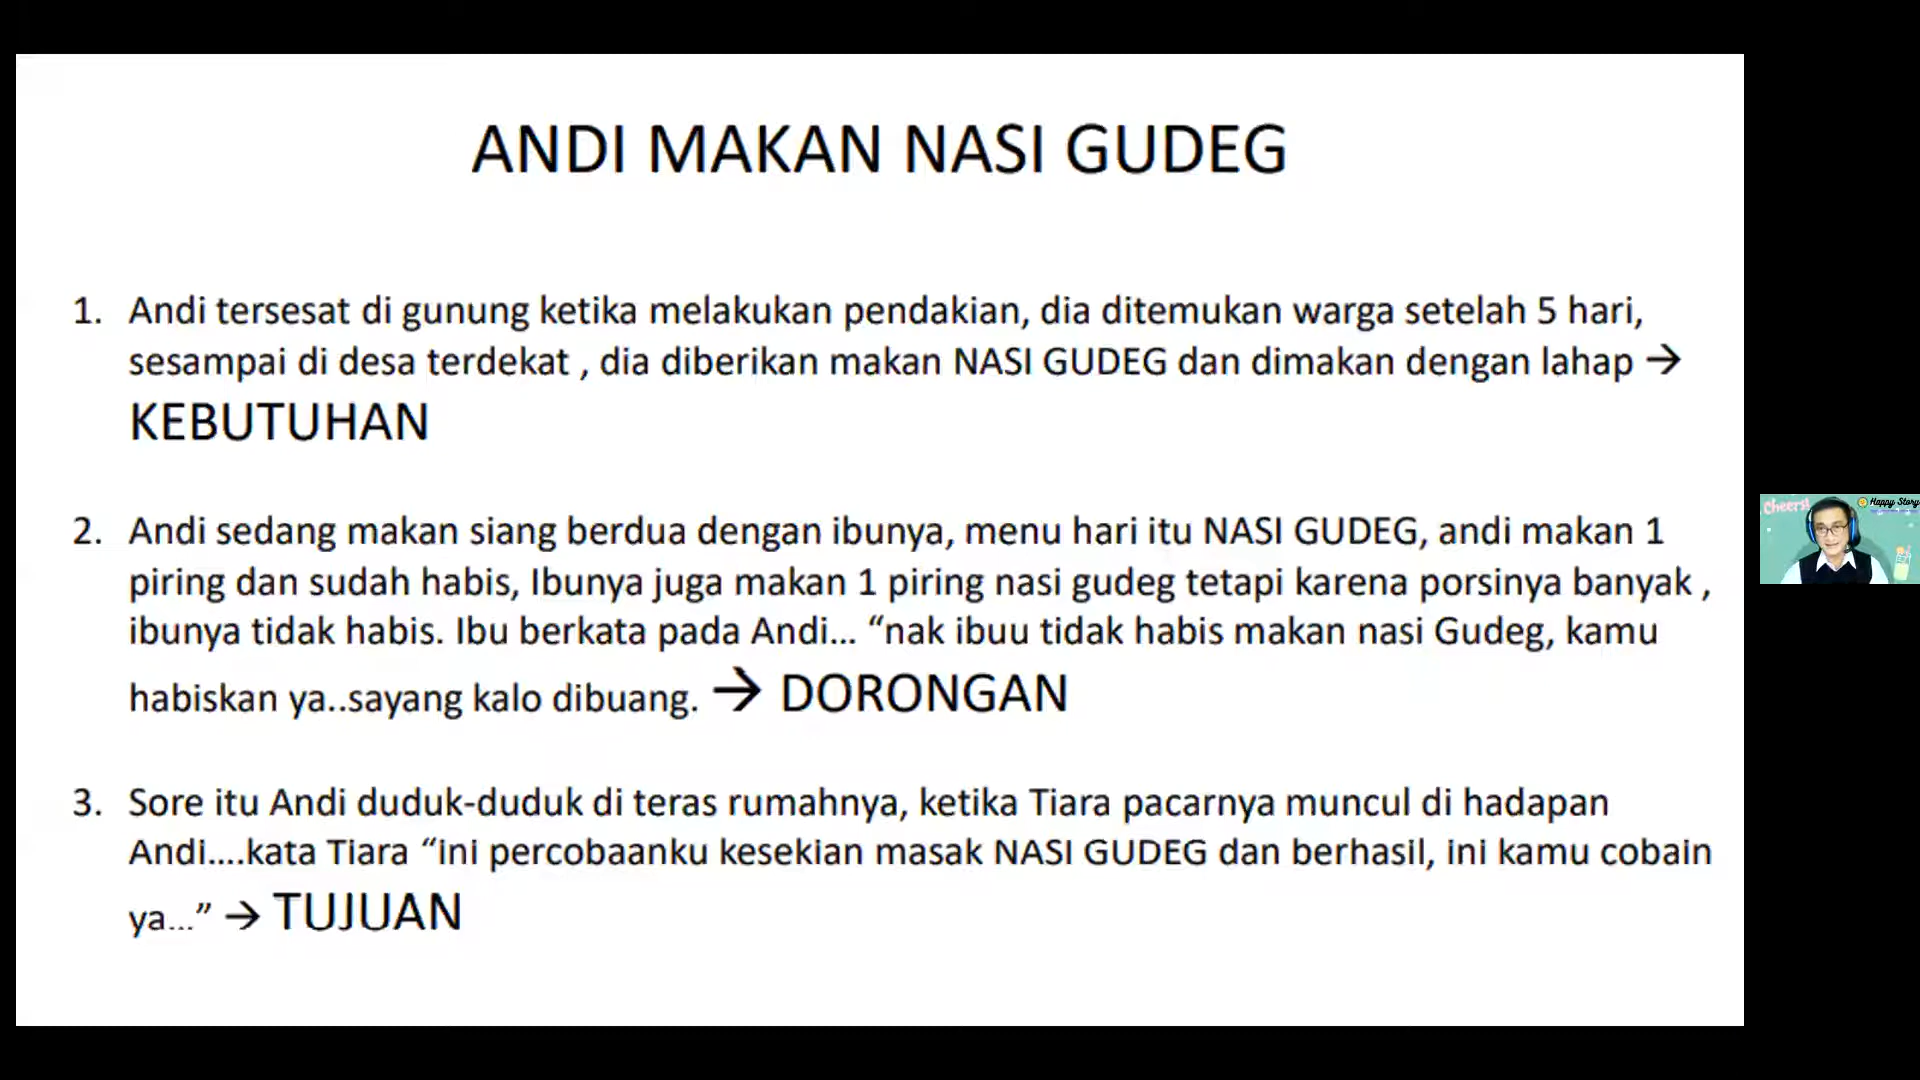 ANDI MAKAN NASI GUDEG
1. Andi tersesat di gunung ketika melakukan pendakian, dia ditemukan warga setelah 5 hari,
sesampai di desa terdekat , dia diberikan makan NASI GUDEG dan dimakan dengan lahap →
KEBUTUHAN
2. Andi sedang makan siang berdua dengan ibunya, menu hari itu NASI GUDEG, andi makan 1
piring dan sudah habis, Ibunya juga makan 1 piring nasi gudeg tetapi karena porsinya banyak ,
ibunya tidak habis. Ibu berkata pada Andi... “nak ibuu tidak habis makan nasi Gudeg, kamu
habiskan ya..sayang kalo dibuang. → DORONGAN
3. Sore itu Andi duduk-duduk di teras rumahnya, ketika Tiara pacarnya muncul di hadapan
Andi....kata Tiara “ini percobaanku kesekian masak NASI GUDEG dan berhasil, ini kamu cobain
ya...” → TUJUAN
Cheers!
Happy Story